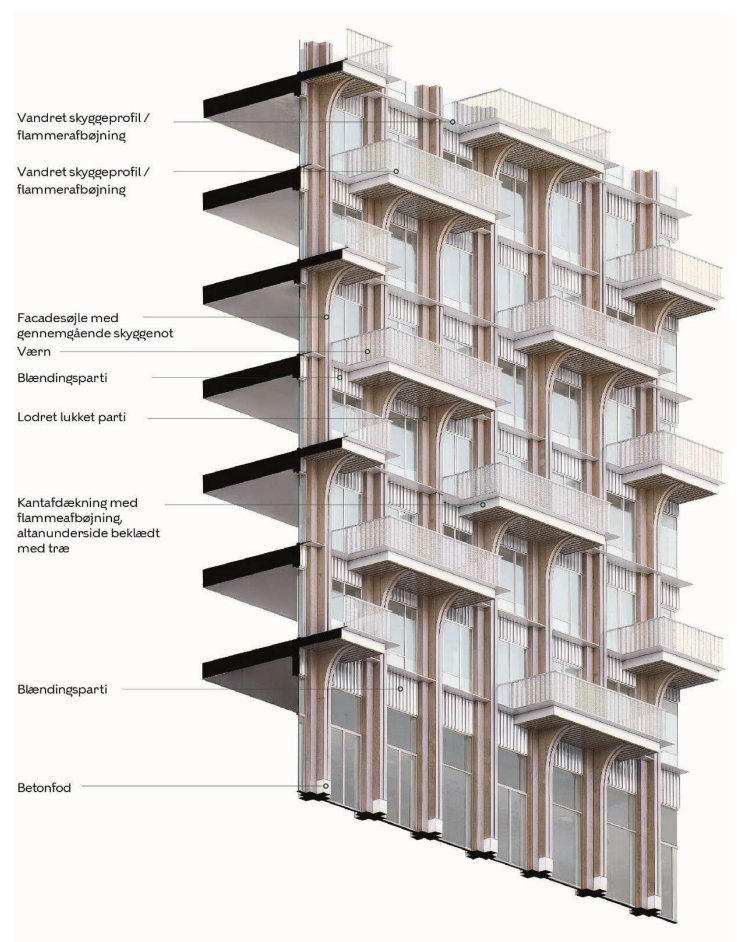 Vandret skyggeprofil /
flammerafbøjning
Vandret skyggeprofil /
flammerafbøjning
Facadesøjle med
gennemgående skyggenot
Værn
Blændingsparti
Lodret lukket parti
Kantafdækning med
flammeafbøjning,
altanunderside beklædt
med træ
Blændingsparti
Betonfod